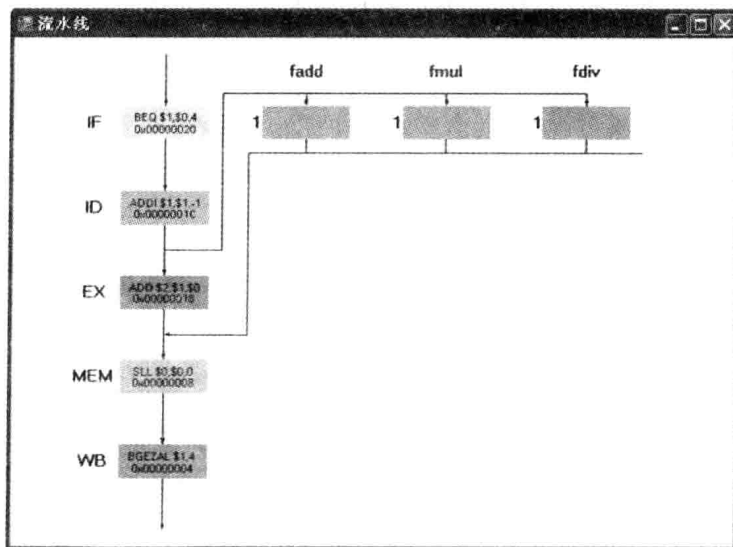 流水线
fadd
fmul
fdiv
IF
BEQ $1,$0,4
0x00000020
1
1
1
ID
ADDI $1,$1,-1
0x0000001C
EX
ADD $2,$1,$0
0x00000018
MEM
SLL $0,$0,0
0x00000008
WB
BGEZAL $1,4
0x00000004